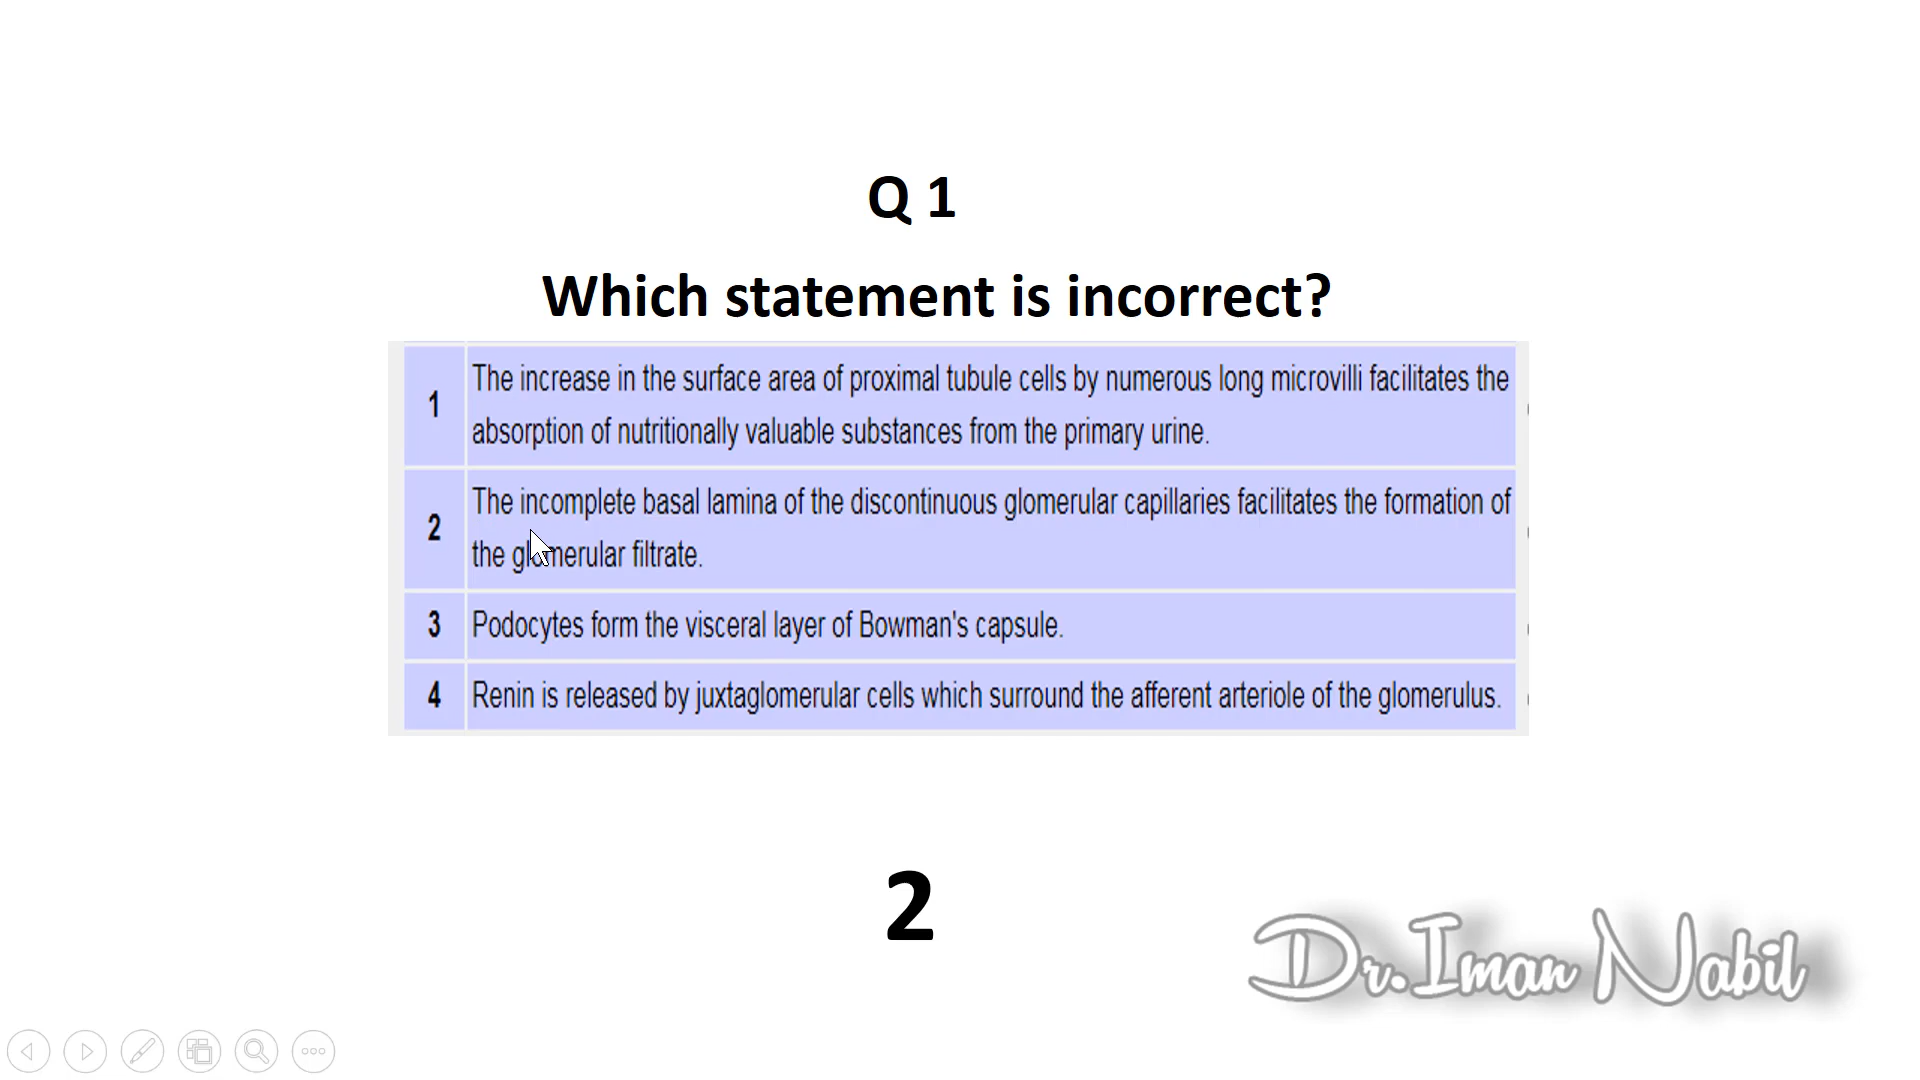 Q 1
Which statement is incorrect?
1
The increase in the surface area of proximal tubule cells by numerous long microvilli facilitates the
absorption of nutritionally valuable substances from the primary urine.
2
The incomplete basal lamina of the discontinuous glomerular capillaries facilitates the formation of
the glomerular filtrate.
3
Podocytes form the visceral layer of Bowman's capsule.
4
Renin is released by juxtaglomerular cells which surround the afferent arteriole of the glomerulus.
2
Dr.Iman Nabil